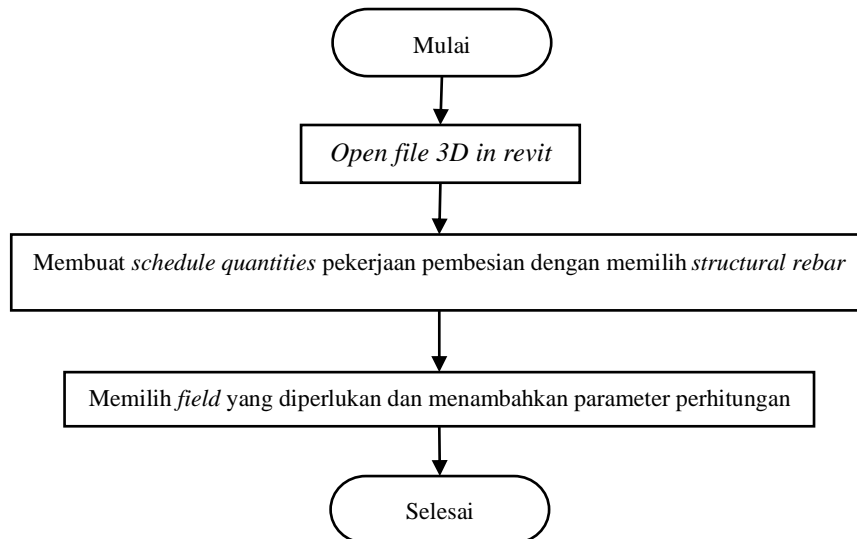 Mulai
Open file 3D in revit
Membuat schedule quantities pekerjaan pembesian dengan memilih structural rebar
Memilih field yang diperlukan dan menambahkan parameter perhitungan
Selesai